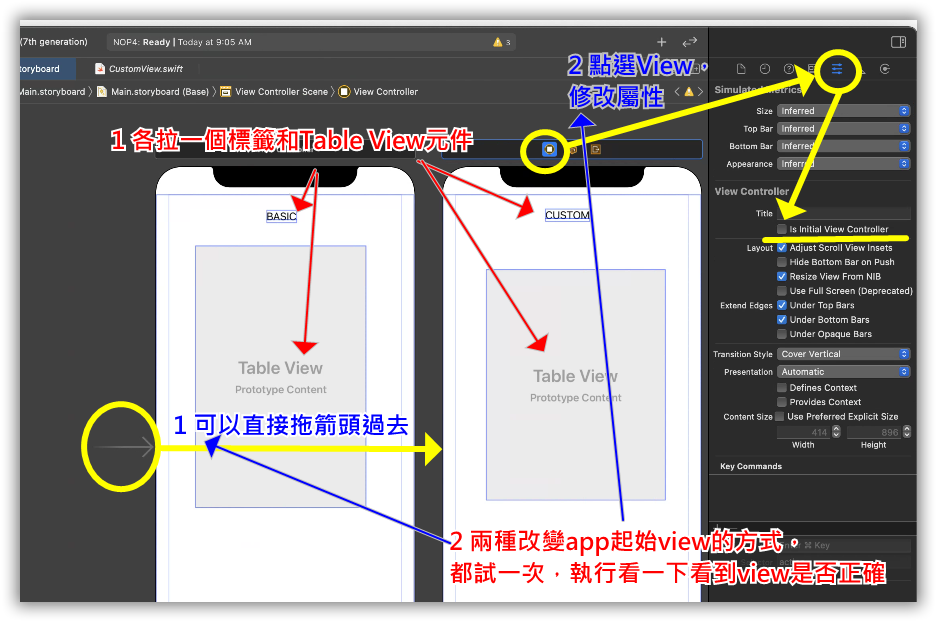 (7th generation)
NOP4: Ready | Today at 9:05 AM
3
toryboard
CustomView.swift
Main.storyboard
Main.storyboard (Base)
View Controller Scene
View Controller
2 點選View，
修改屬性
1 各拉一個標籤和Table View元件
Simulated Metrics
Size Inferred
Top Bar Inferred
Bottom Bar Inferred
Appearance Inferred
View Controller
Title
Is Initial View Controller
Layout Adjust Scroll View Insets
Hide Bottom Bar on Push
Resize View From NIB
Use Full Screen (Deprecated)
Extend Edges Under Top Bars
Under Bottom Bars
Under Opaque Bars
Transition Style Cover Vertical
Presentation Automatic
Defines Context
Provides Context
Content Size Use Preferred Explicit Size
414 896
Width Height
Key Commands
Key
BASIC
Table View
Prototype Content
CUSTOM
Table View
Prototype Content
1 可以直接拖箭頭過去
2 兩種改變app起始view的方式，
都試一次，執行看一下看到view是否正確